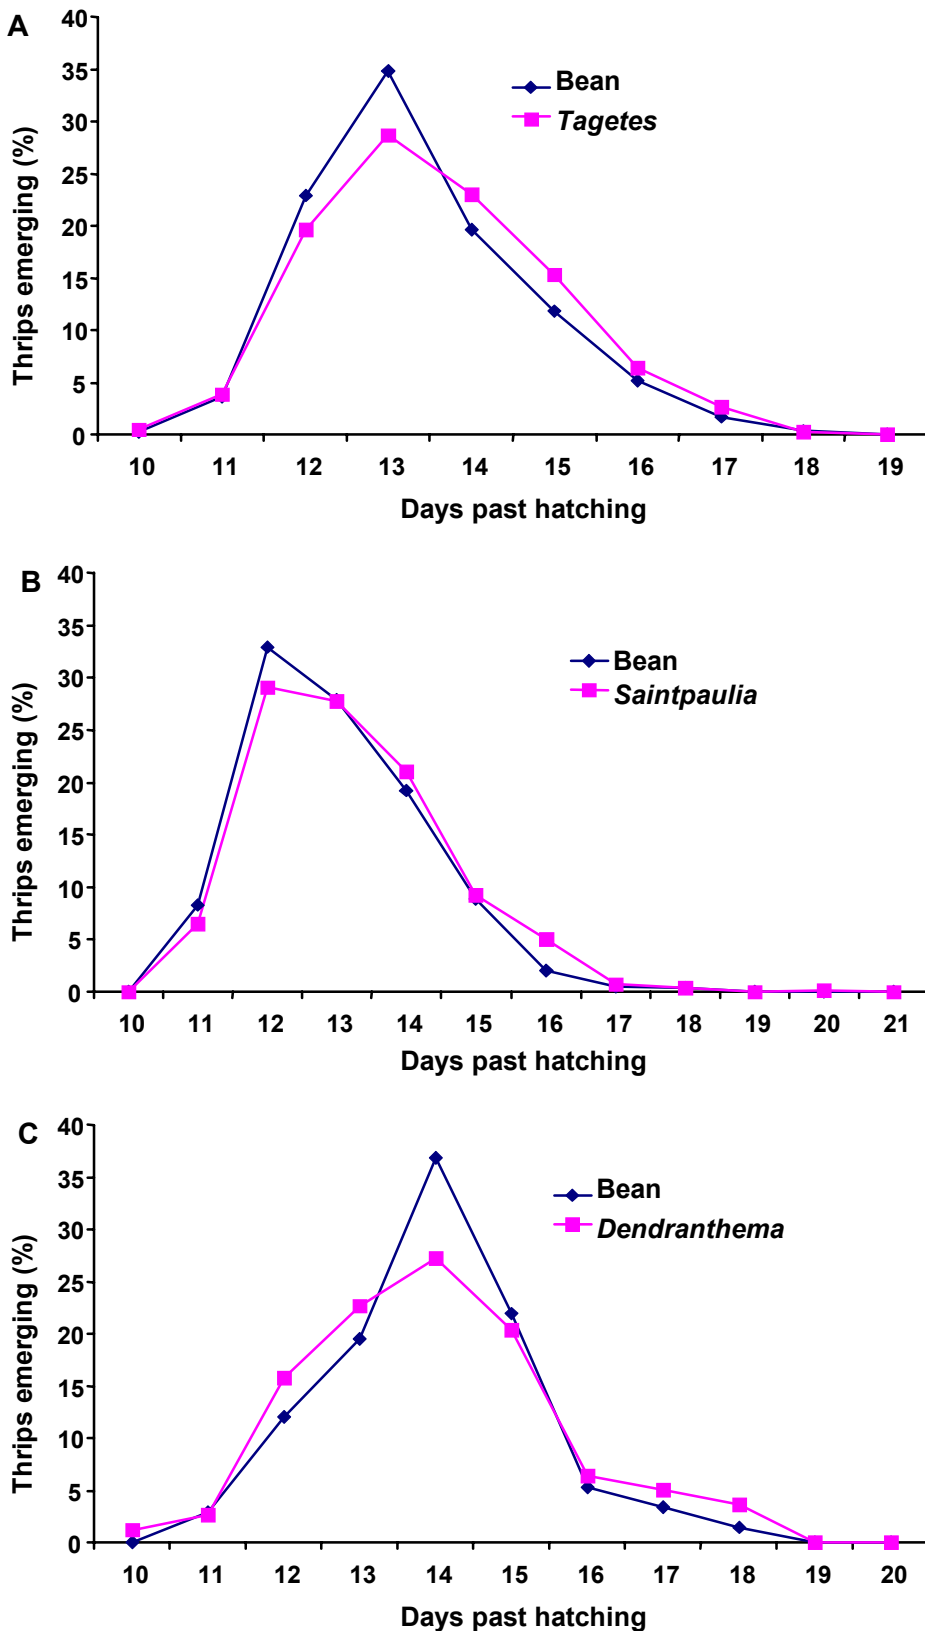 A
40
35
30
25
20
15
10
5
0
Thrips emerging (%)
Bean
Tagetes
10 11 12 13 14 15 16 17 18 19
Days past hatching
B
40
35
30
25
20
15
10
5
0
Thrips emerging (%)
Bean
Saintpaulia
10 11 12 13 14 15 16 17 18 19 20 21
Days past hatching
C
40
35
30
25
20
15
10
5
0
Thrips emerging (%)
Bean
Dendranthema
10 11 12 13 14 15 16 17 18 19 20
Days past hatching